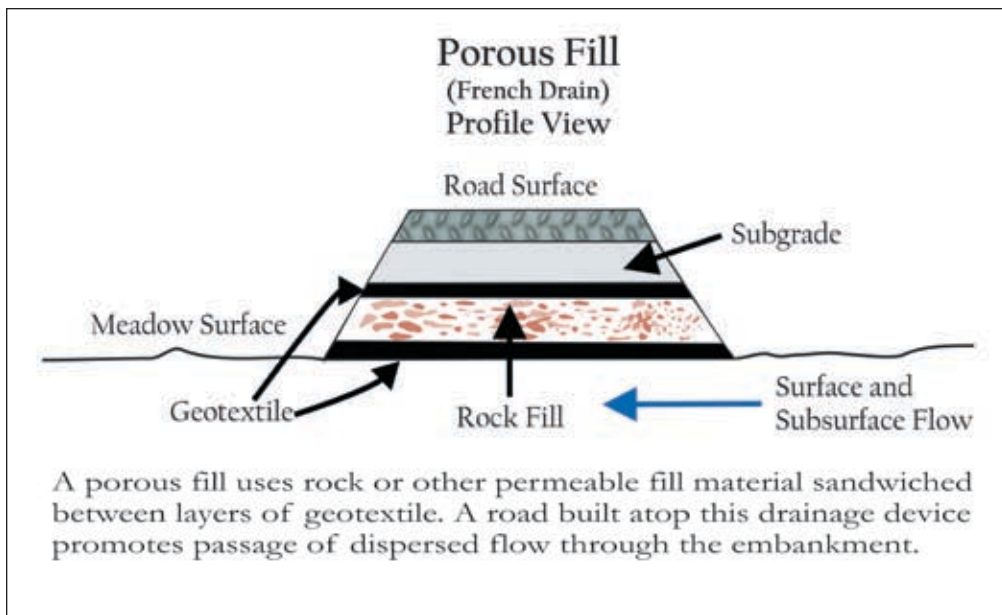 Porous Fill
(French Drain)
Profile View
Road Surface
Subgrade
Meadow Surface
Geotextile
Rock Fill
Surface and
Subsurface Flow
A porous fill uses rock or other permeable fill material sandwiched
between layers of geotextile. A road built atop this drainage device
promotes passage of dispersed flow through the embankment.